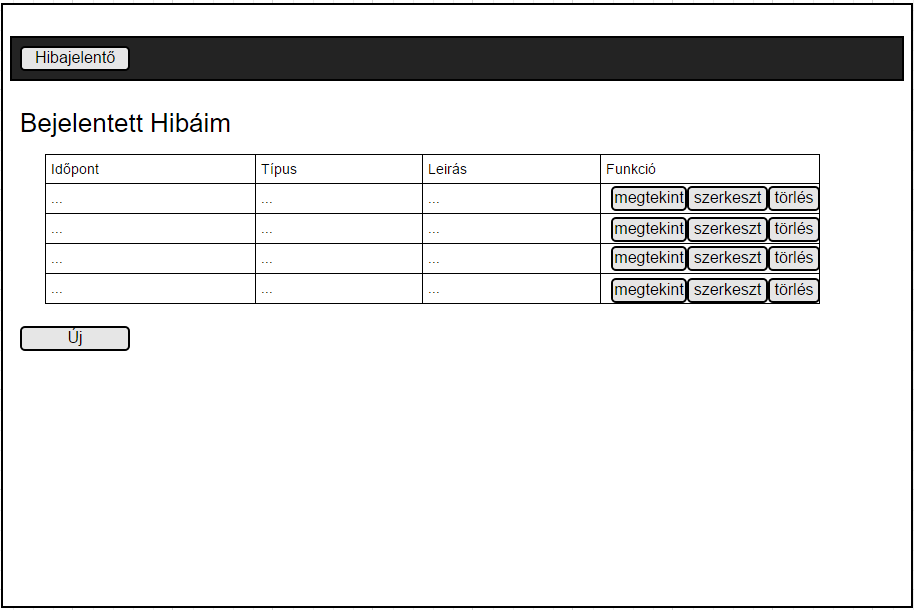 Hibajelentő
Bejelentett Hibáim
Időpont Típus Leirás Funkció
... ... ... megtekint szerkeszt törlés
... ... ... megtekint szerkeszt törlés
... ... ... megtekint szerkeszt törlés
... ... ... megtekint szerkeszt törlés
Új